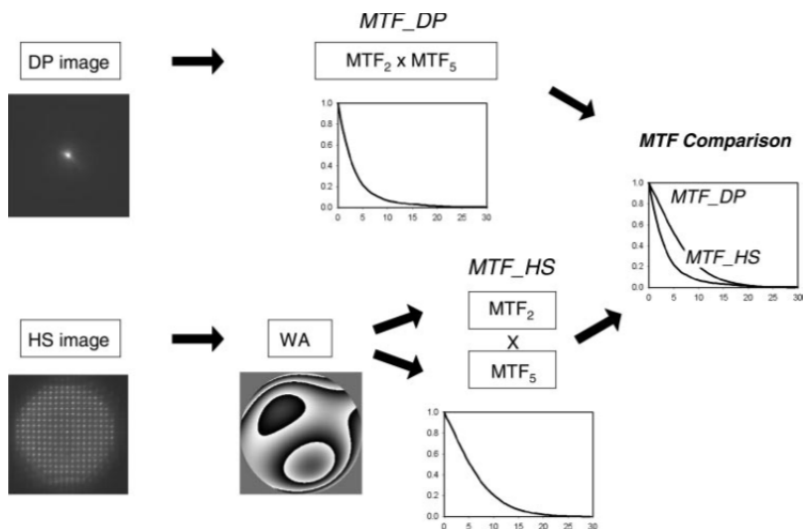 MTF_DP
DP image
MTF₂ x MTF₅
1.0
0.8
0.6
0.4
0.2
0.0
0 5 10 15 20 25 30
MTF Comparison
1.0
0.8
0.6
0.4
0.2
0.0
MTF_DP
MTF_HS
0 5 10 15 20 25 30
MTF_HS
HS image
WA
MTF₂
X
MTF₅
1.0
0.8
0.6
0.4
0.2
0.0
0 5 10 15 20 25 30